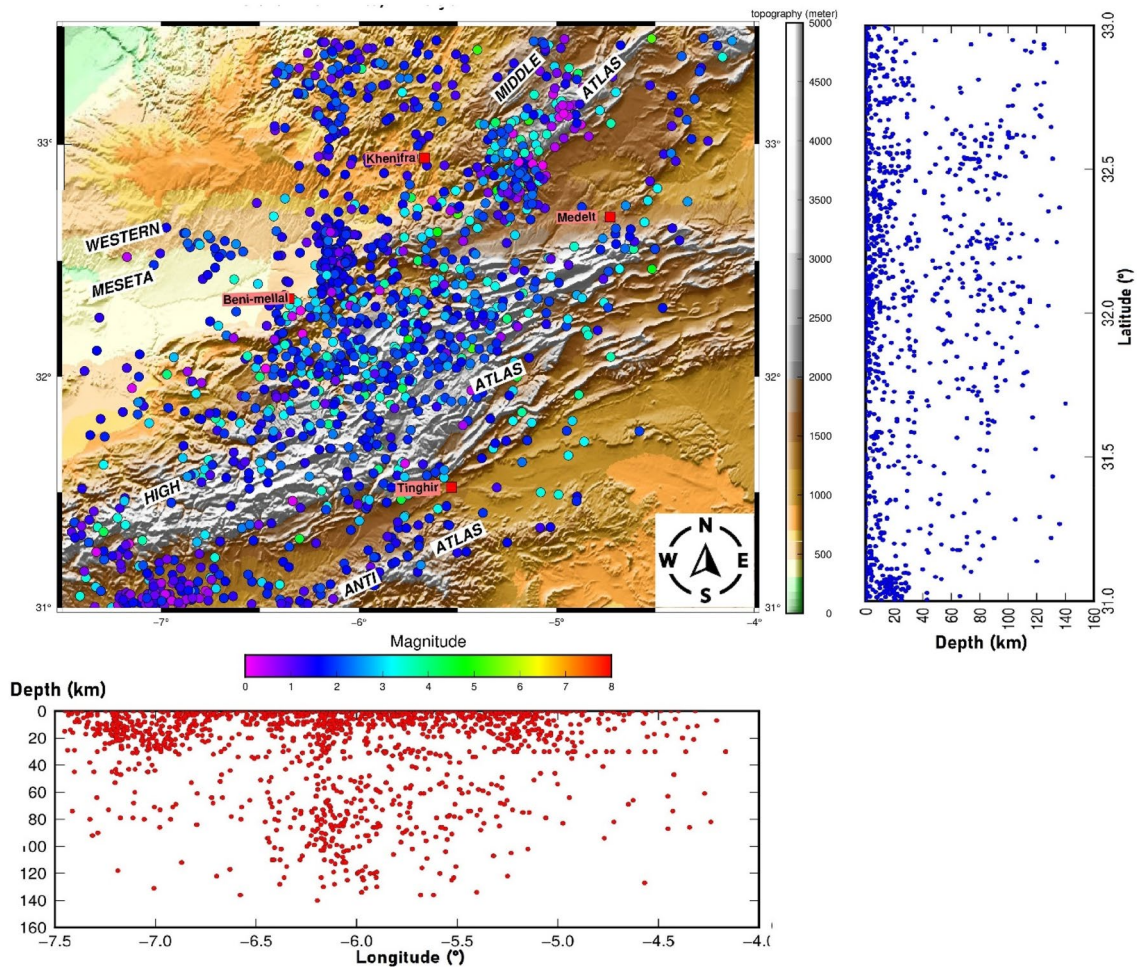 topography (meter)
5000
4500
4000
3500
3000
2500
2000
1500
1000
500
0
MIDDLE
ATLAS
33°
33°
Khenifra
Medelt
WESTERN
MESETA
Beni-mellal
32°
32°
ATLAS
HIGH
Tinghir
ATLAS
ANTI
N
W E
S
31°
31°
−7° −6° −5° −4°
33.0
32.5
32.0
31.5
31.0
Latitude (°)
0 20 40 60 80 100 120 140 160
Depth (km)
Magnitude
0 1 2 3 4 5 6 7 8
Depth (km)
0
20
40
60
80
100
120
140
160
−7.5 −7.0 −6.5 −6.0 −5.5 −5.0 −4.5 −4.0
Longitude (°)